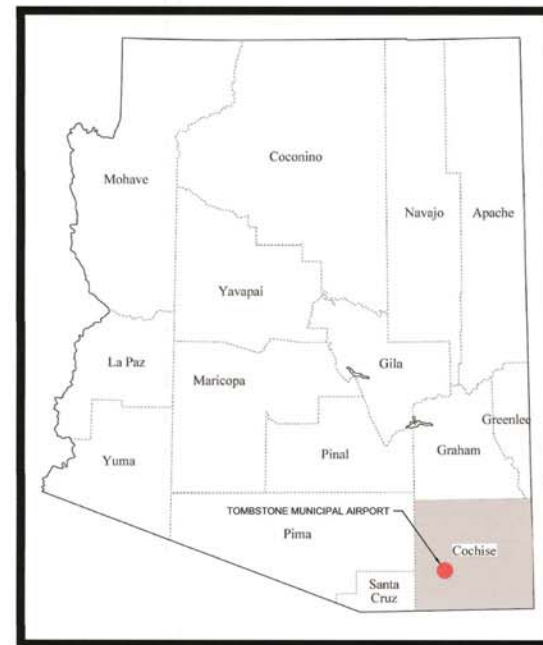 Coconino
Mohave
Navajo
Apache
Yavapai
La Paz
Gila
Maricopa
Greenlee
Graham
Yuma
Pinal
TOMBSTONE MUNICIPAL AIRPORT
Pima
Cochise
Santa
Cruz